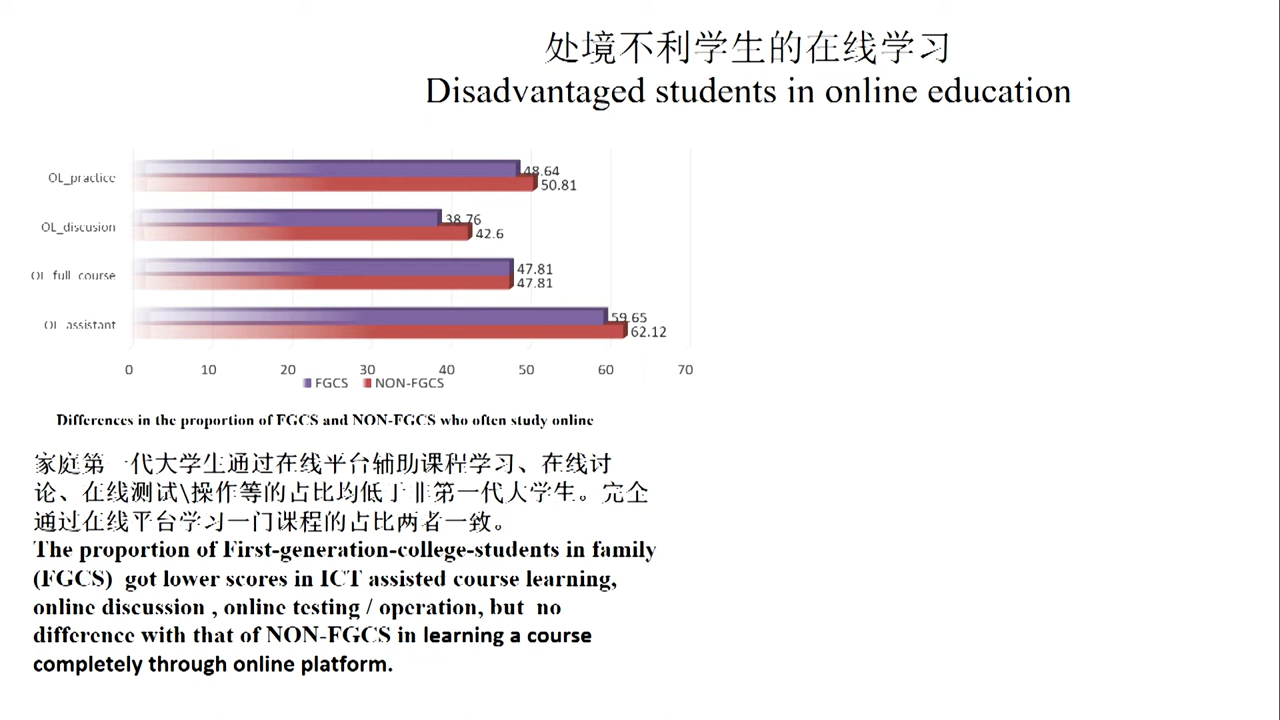 处境不利学生的在线学习
Disadvantaged students in online education
OL_practice
48.64
50.81
OL_discusion
38.76
42.6
OL_full_course
47.81
47.81
OL_assistant
59.65
62.12
0 10 20 30 40 50 60 70
FGCS NON-FGCS
Differences in the proportion of FGCS and NON-FGCS who often study online
家庭第一代大学生通过在线平台辅助课程学习、在线讨
论、在线测试\操作等的占比均低于非第一代大学生。完全
通过在线平台学习一门课程的占比两者一致。
The proportion of First-generation-college-students in family
(FGCS) got lower scores in ICT assisted course learning,
online discussion , online testing / operation, but no
difference with that of NON-FGCS in learning a course
completely through online platform.